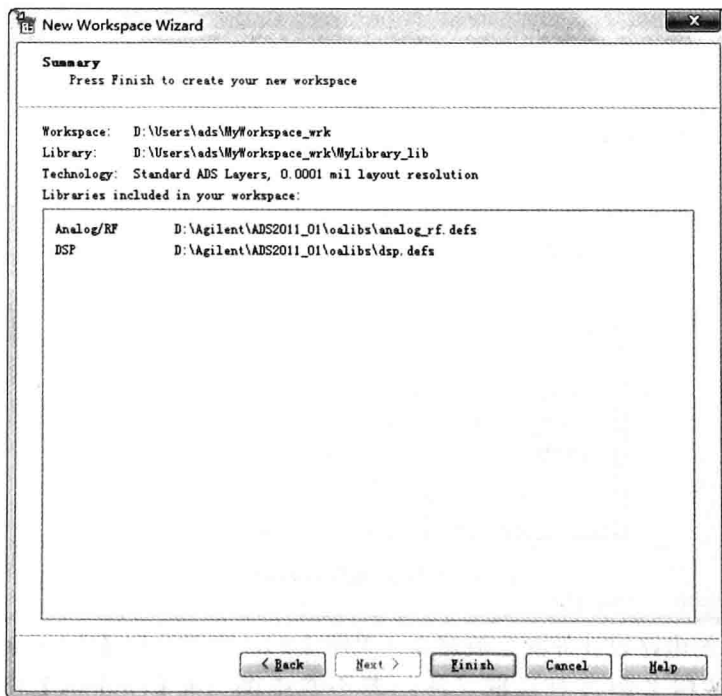 New Workspace Wizard
Summary
Press Finish to create your new workspace
Workspace: D:\Users\ads\MyWorkspace_wrk
Library: D:\Users\ads\MyWorkspace_wrk\MyLibrary_lib
Technology: Standard ADS Layers, 0.0001 mil layout resolution
Libraries included in your workspace:
Analog/RF D:\Agilent\ADS2011_01\oalibs\analog_rf.defs
DSP D:\Agilent\ADS2011_01\oalibs\dsp.defs
< Back Next > Finish Cancel Help